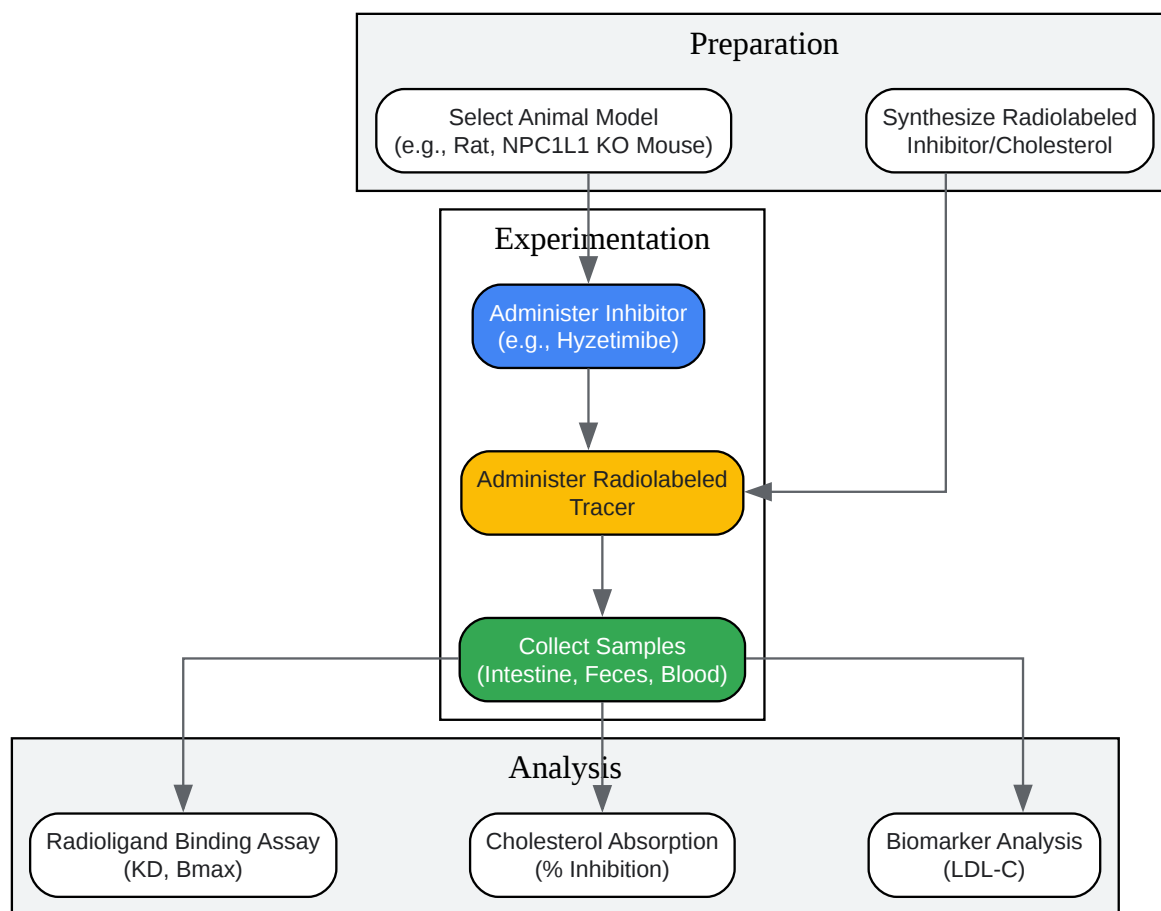 Preparation
Select Animal Model
(e.g., Rat, NPC1L1 KO Mouse)
Synthesize Radiolabeled
Inhibitor/Cholesterol
Experimentation
Administer Inhibitor
(e.g., Hyzetimibe)
Administer Radiolabeled
Tracer
Collect Samples
(Intestine, Feces, Blood)
Analysis
Radioligand Binding Assay
(KD, Bmax)
Cholesterol Absorption
(% Inhibition)
Biomarker Analysis
(LDL-C)